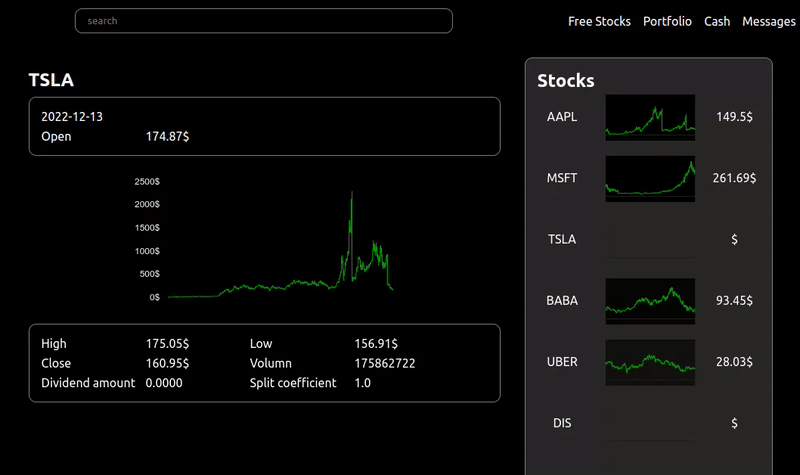 search
Free Stocks Portfolio Cash Messages
TSLA
2022-12-13
Open 174.87$
2500$
2000$
1500$
1000$
500$
0$
High 175.05$ Low 156.91$
Close 160.95$ Volumn 175862722
Dividend amount 0.0000 Split coefficient 1.0
Stocks
AAPL 149.5$
MSFT 261.69$
TSLA $
BABA 93.45$
UBER 28.03$
DIS $